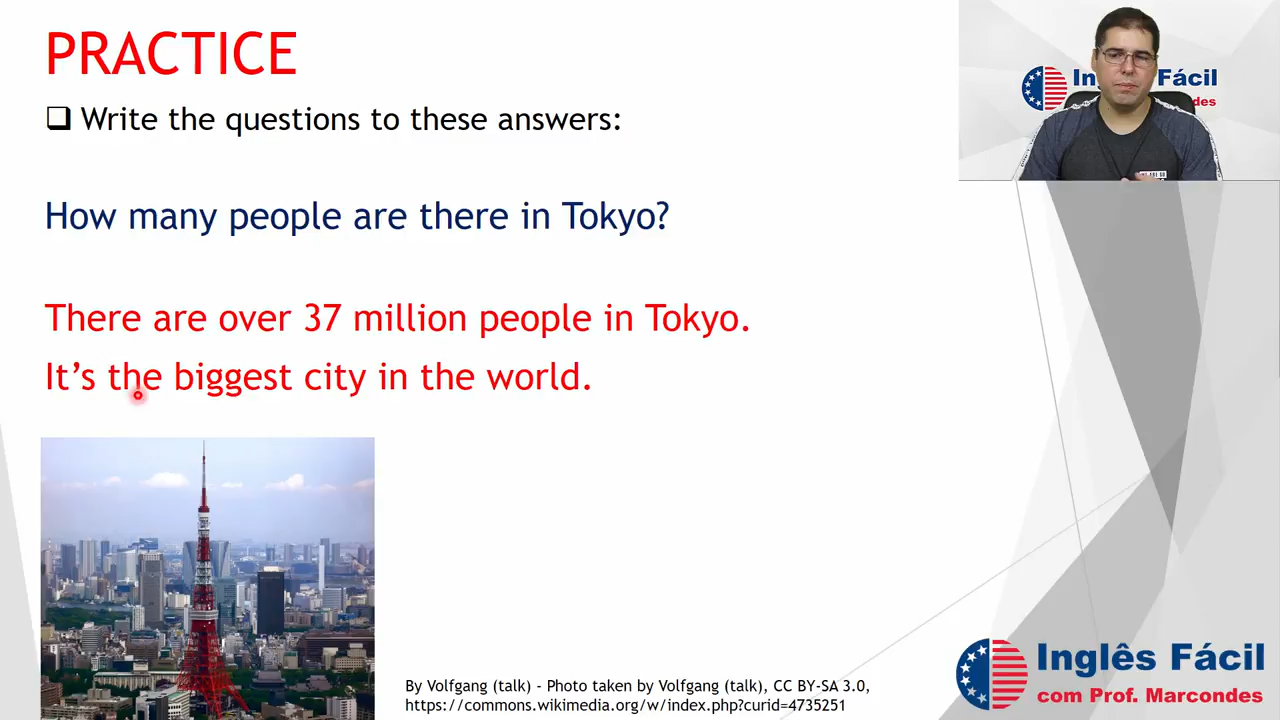 PRACTICE
❑ Write the questions to these answers:
How many people are there in Tokyo?
There are over 37 million people in Tokyo.
It’s the biggest city in the world.
By Volfgang (talk) - Photo taken by Volfgang (talk), CC BY-SA 3.0,
https://commons.wikimedia.org/w/index.php?curid=4735251
Inglês Fácil
com Prof. Marcondes